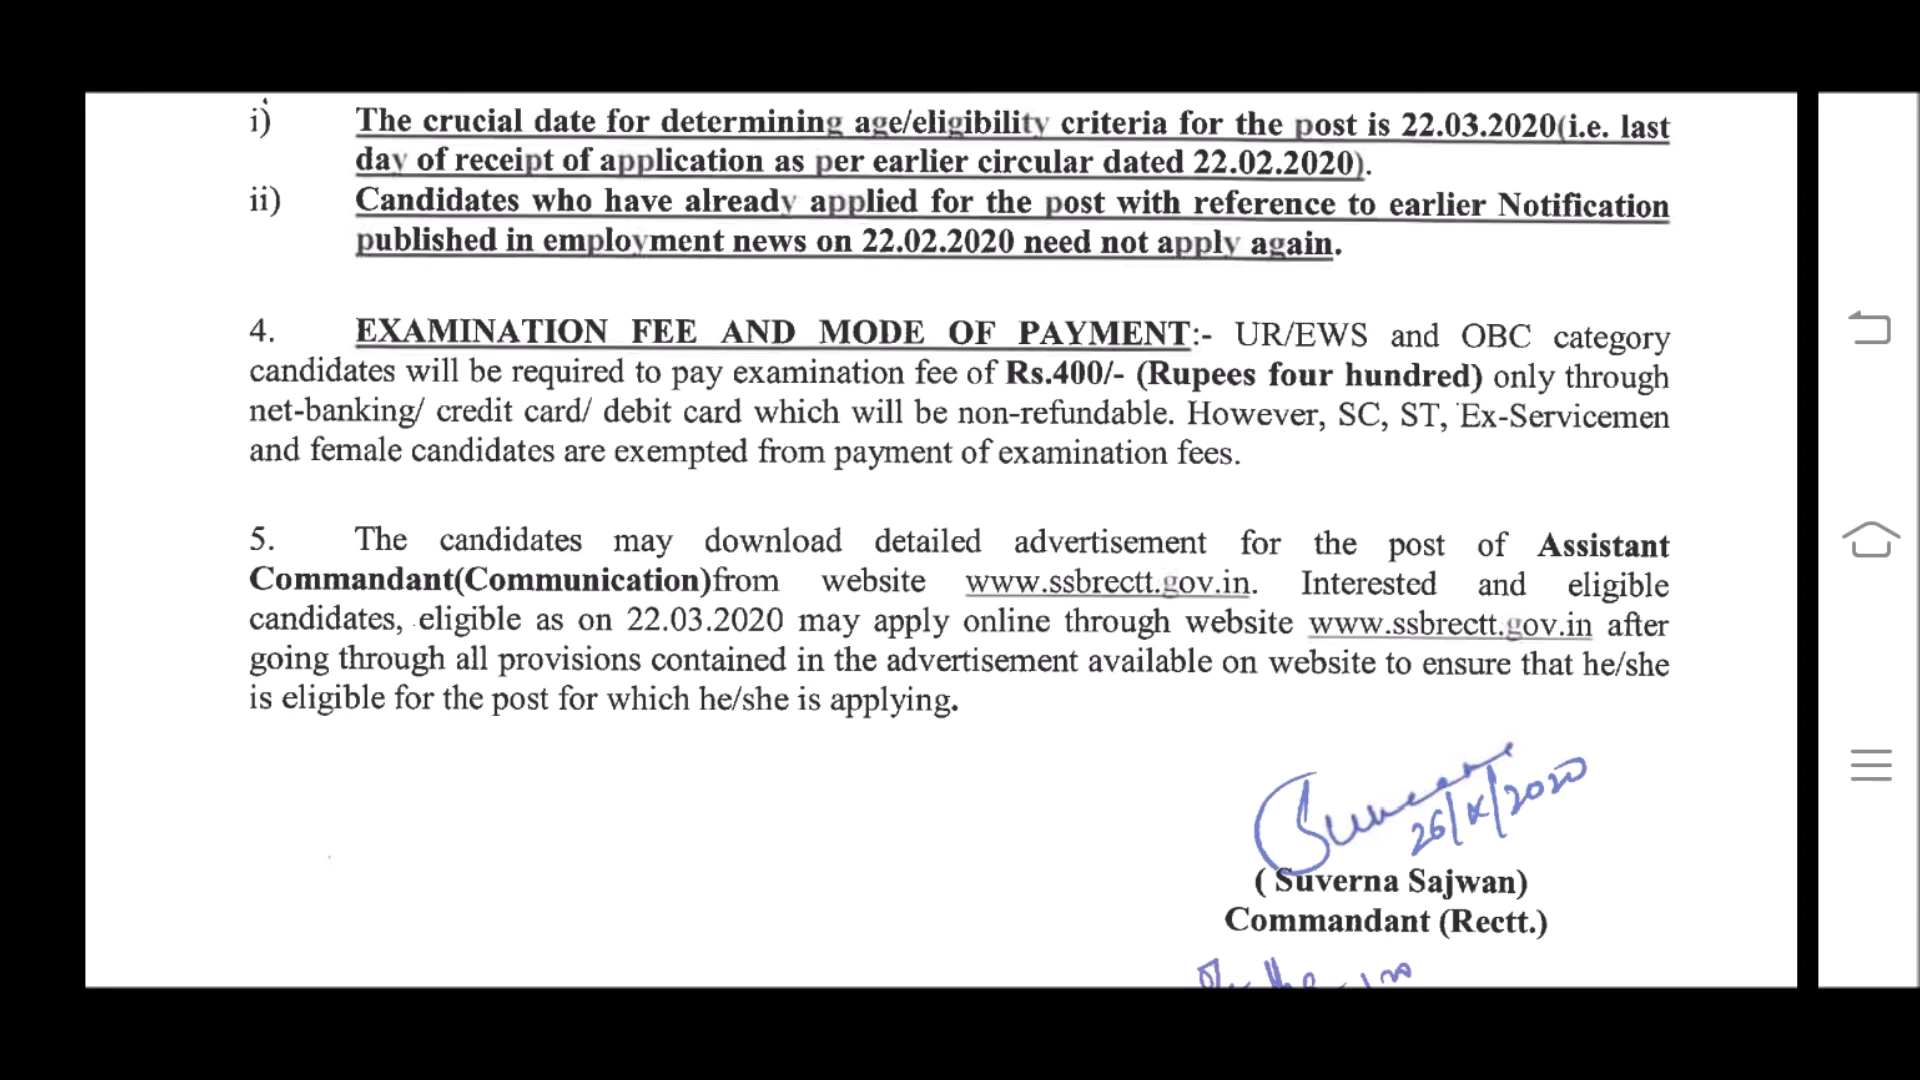 i) The crucial date for determining age/eligibility criteria for the post is 22.03.2020(i.e. last
day of receipt of application as per earlier circular dated 22.02.2020).
ii) Candidates who have already applied for the post with reference to earlier Notification
published in employment news on 22.02.2020 need not apply again.
4. EXAMINATION FEE AND MODE OF PAYMENT:- UR/EWS and OBC category
candidates will be required to pay examination fee of Rs.400/- (Rupees four hundred) only through
net-banking/ credit card/ debit card which will be non-refundable. However, SC, ST, Ex-Servicemen
and female candidates are exempted from payment of examination fees.
5. The candidates may download detailed advertisement for the post of Assistant
Commandant(Communication)from website www.ssbrectt.gov.in. Interested and eligible
candidates, eligible as on 22.03.2020 may apply online through website www.ssbrectt.gov.in after
going through all provisions contained in the advertisement available on website to ensure that he/she
is eligible for the post for which he/she is applying.
26/X/2020
( Suverna Sajwan)
Commandant (Rectt.)